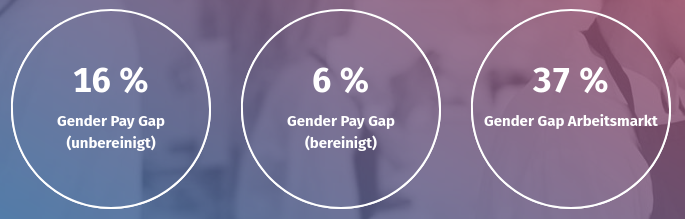 16 %
Gender Pay Gap
(unbereinigt)
6 %
Gender Pay Gap
(bereinigt)
37 %
Gender Gap Arbeitsmarkt